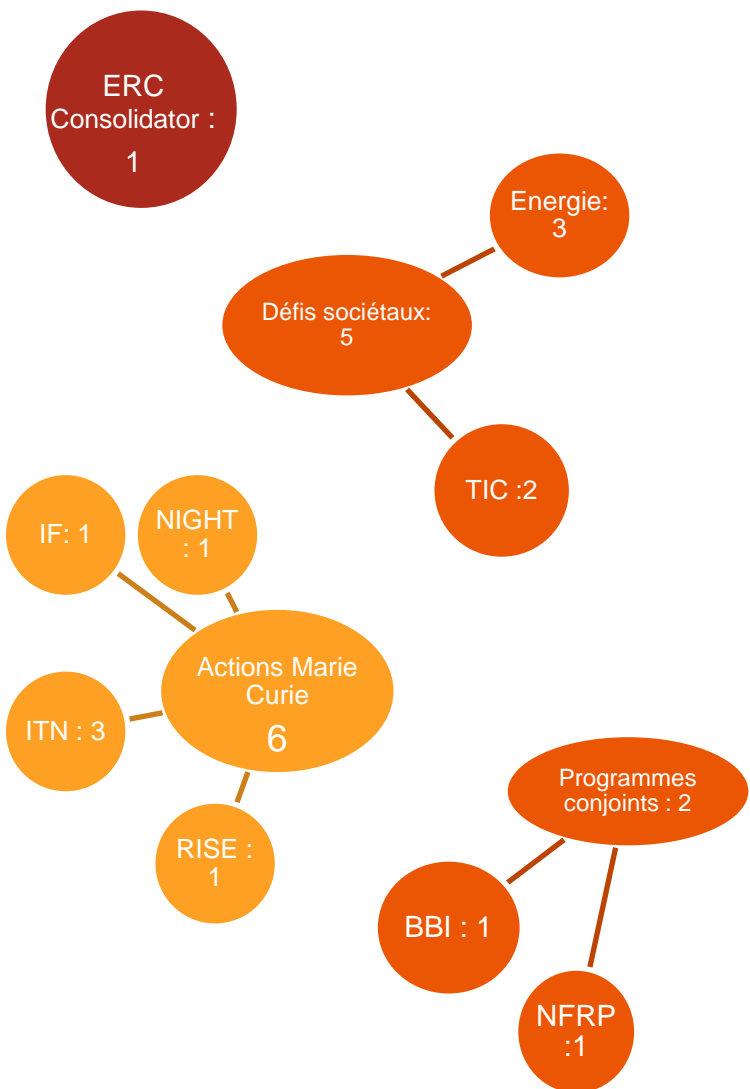 ERC
Consolidator :
1
Energie:
3
Défis sociétaux:
5
TIC :2
IF: 1
NIGHT
: 1
Actions Marie
Curie
6
ITN : 3
RISE :
1
Programmes
conjoints : 2
BBI : 1
NFRP
:1